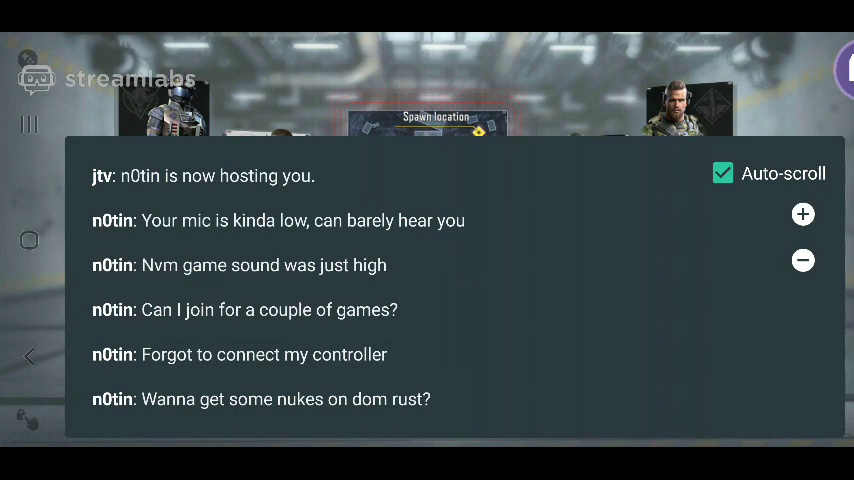 streamlabs
Spawn location
jtv: n0tin is now hosting you.
Auto-scroll
n0tin: Your mic is kinda low, can barely hear you
n0tin: Nvm game sound was just high
n0tin: Can I join for a couple of games?
n0tin: Forgot to connect my controller
n0tin: Wanna get some nukes on dom rust?